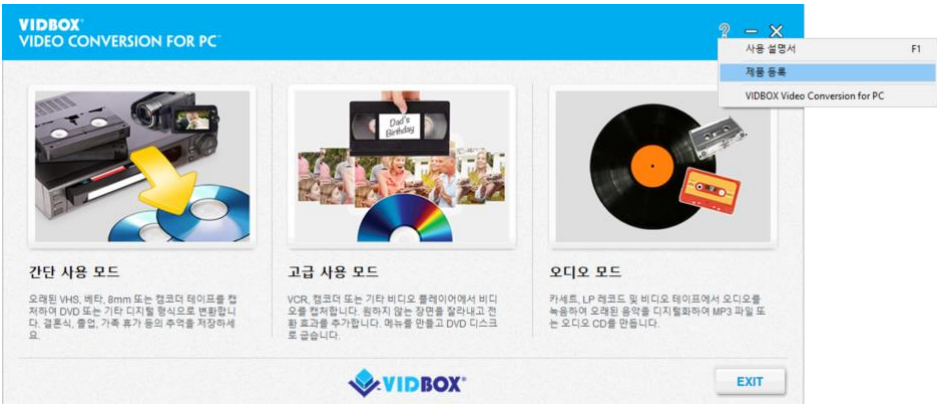 VIDBOX™
VIDEO CONVERSION FOR PC™
?
사용 설명서 F1
제품 등록
VIDBOX Video Conversion for PC
Dad's
Birthday
간단 사용 모드
오래된 VHS, 베타, 8mm 또는 캠코더 테이프를 캡
처하여 DVD 또는 기타 디지털 형식으로 변환합니
다. 결혼식, 졸업, 가족 휴가 등의 추억을 저장하세
요.
고급 사용 모드
VCR, 캠코더 또는 기타 비디오 플레이어에서 비디
오를 캡처합니다. 원하지 않는 장면을 잘라내고 전
환 효과를 추가합니다. 메뉴를 만들고 DVD 디스크
로 굽습니다.
오디오 모드
카세트, LP 레코드 및 비디오 테이프에서 오디오를
녹음하여 오래된 음악을 디지털화하여 MP3 파일 또
는 오디오 CD를 만듭니다.
VIDBOX®
EXIT